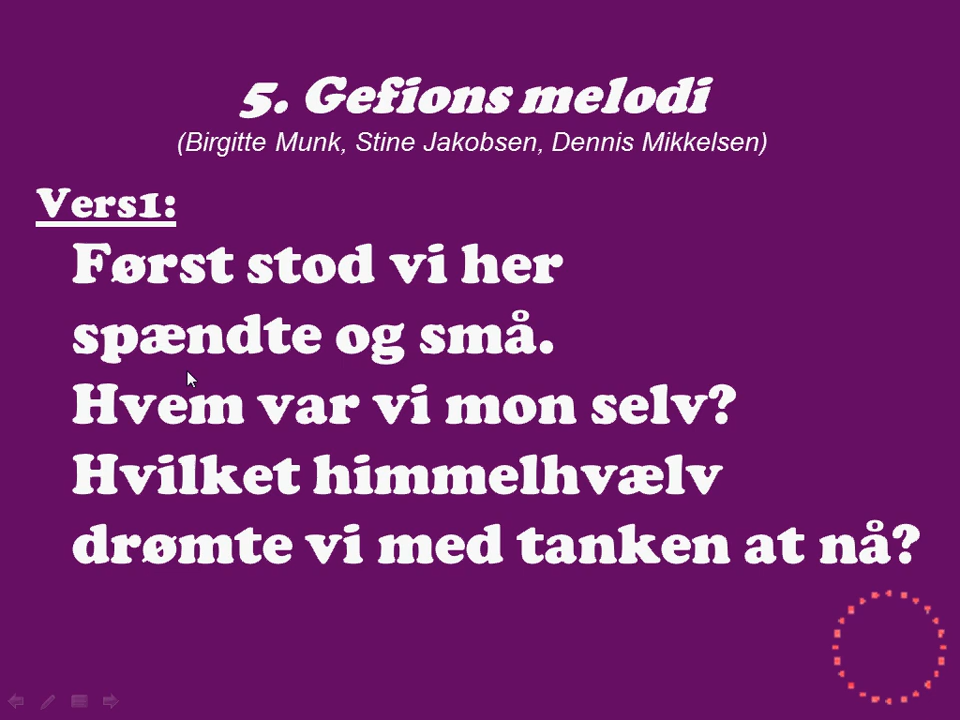 5. Gefions melodi
(Birgitte Munk, Stine Jakobsen, Dennis Mikkelsen)
Vers1:
Først stod vi her
spændte og små.
Hvem var vi mon selv?
Hvilket himmelhvælv
drømte vi med tanken at nå?